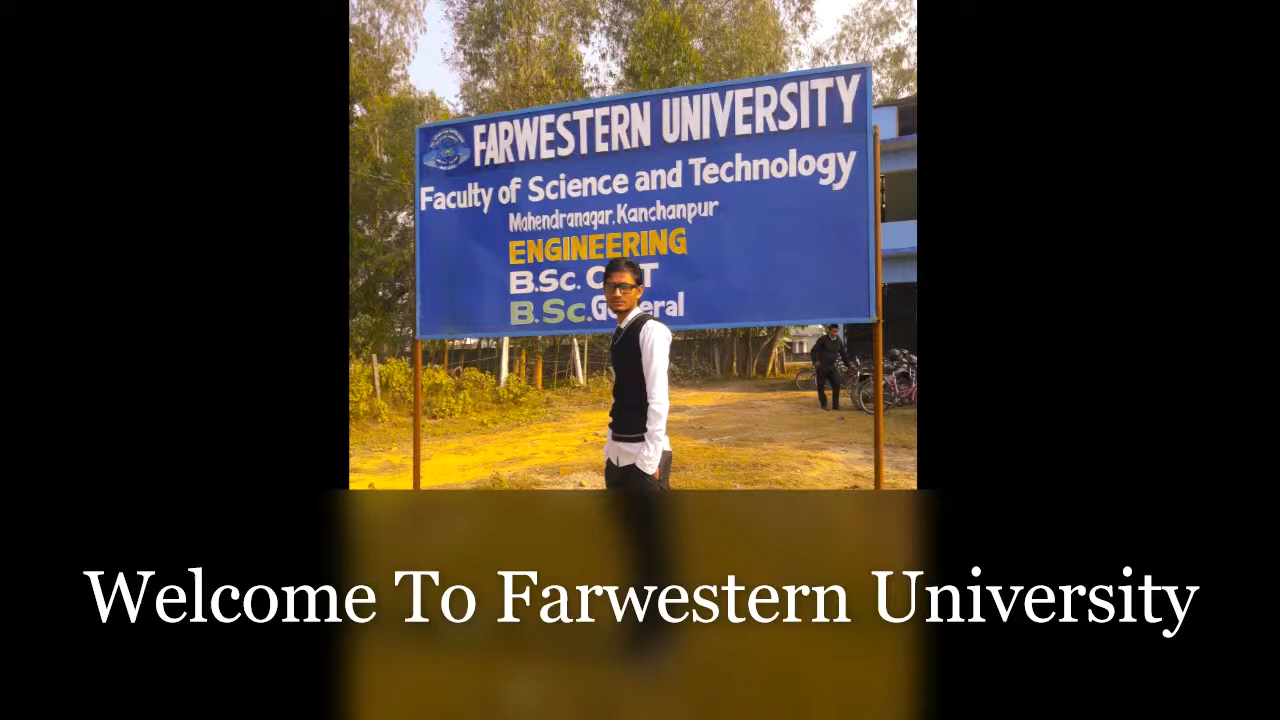 FARWESTERN UNIVERSITY
Faculty of Science and Technology
Mahendranagar, Kanchanpur
ENGINEERING
B.Sc.
B.Sc.
Welcome To Farwestern University